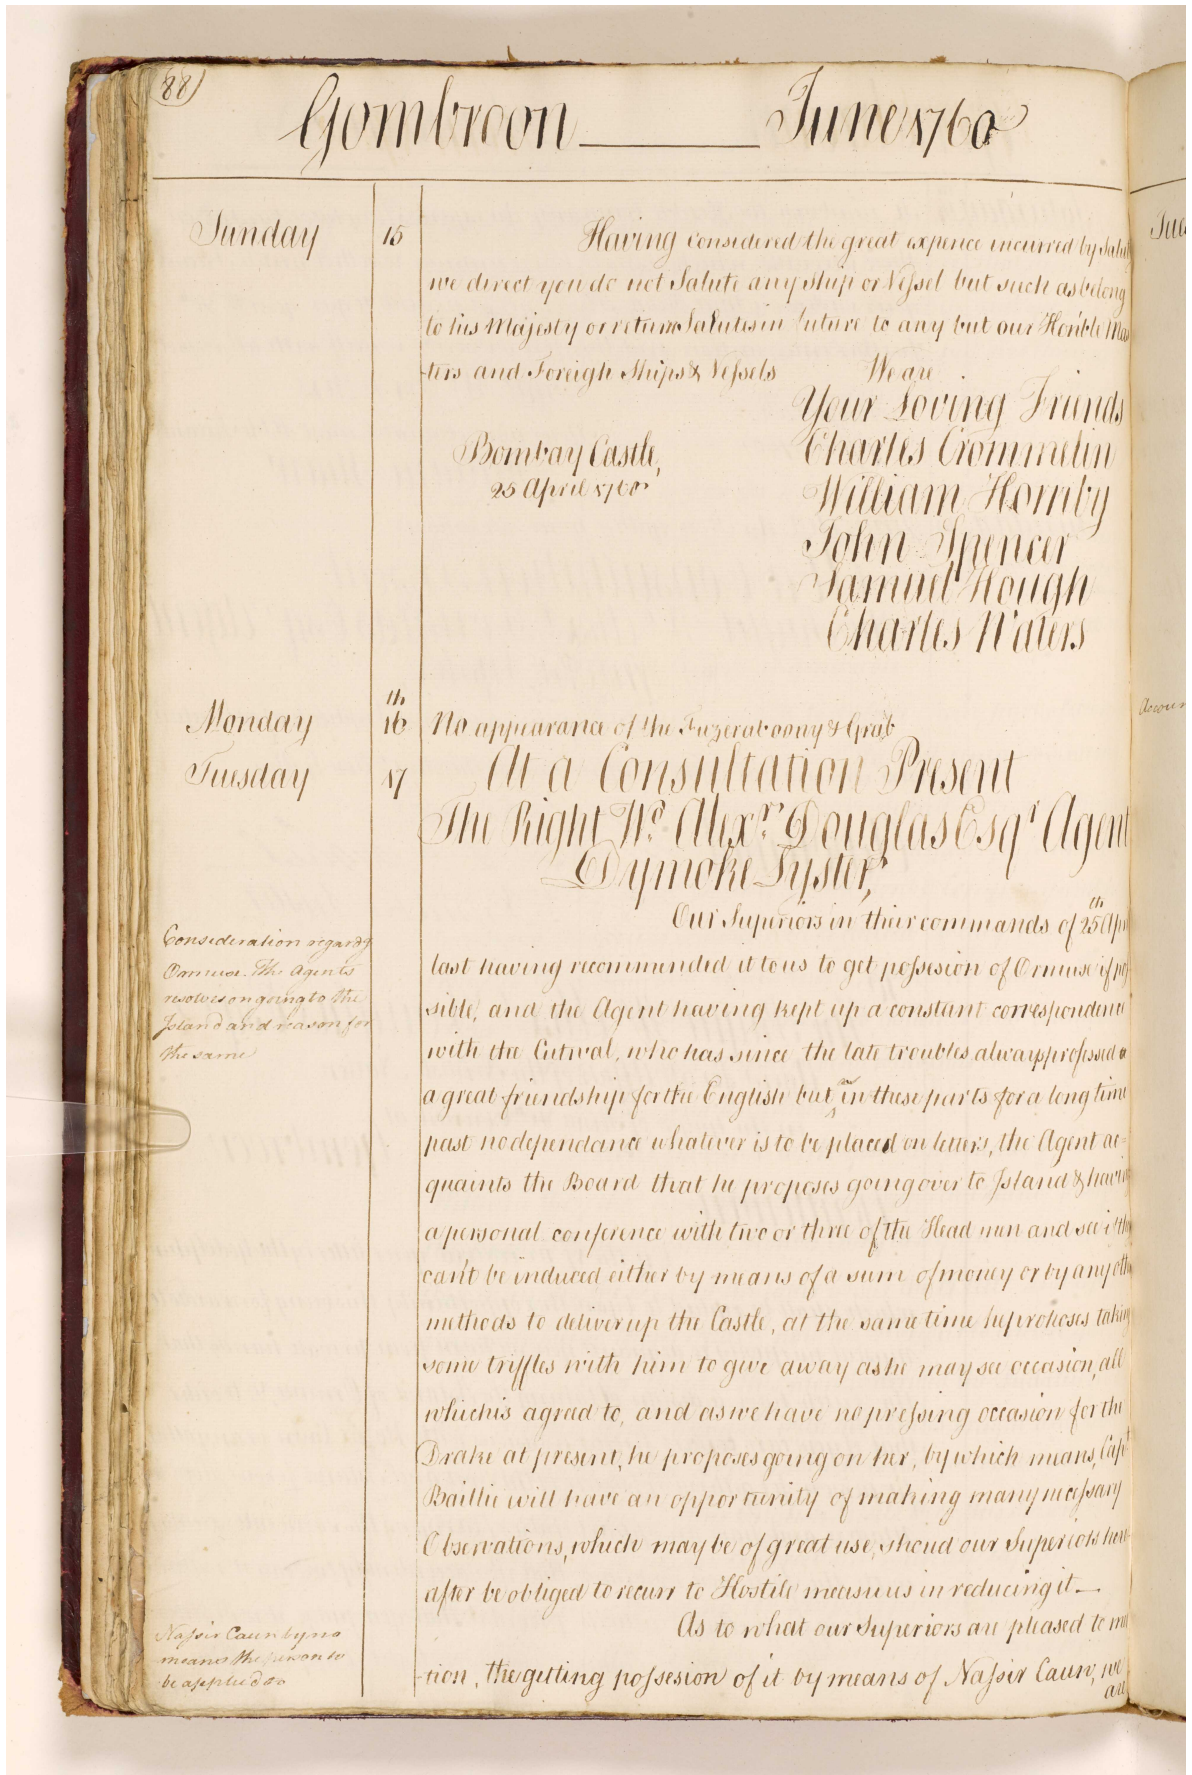 88
Gombroon June 1760
Sunday 15 Having considered the great expence incurred by Salut
we direct you do not Salute any Ship or Vessel but such as belong
to his Majesty or return Salutes in future to any but our Honble Mas
ters and Foreigh Ships & Vessels We are
Your Loving Friends
Bombay Castle, Charles Crommelin
25 April 1760 William Hornby
John Spencer
Samuel Hough
Charles Waters
Monday 16th No appearance of the & Grab
Tuesday 17 At a Consultation Present
The Right Wo. Alexr. Douglas Esqr Agent
Dymoke Lyster,
Our Superiors in their commands of 25th Apr
Consideration regardg
Ormuse. The Agents
resolves on going to the
Island and reason for
the same
last having recommended it to us to get possesion of Ormuse if pos
sible, and the Agent having kept up a constant correspondence
with the Cutwal, who has since the late troubles always professed a
a great friendship for the English but as in these parts for a long time
past no dependance whatever is to be placed on letters, the Agent ac=
quaints the Board that he proposes going over to Island & having
a personal conference with two or three of the Head men and see if they
can't be induced either by means of a sum of money or by any other
methods to deliver up the Castle, at the same time he proposes taking
some triffles with him to give away as he may see occasion, all
which is agreed to, and as we have no pressing occasion for the
Drake at present, he proposes going on her, by which means, Capt
Baillie will have an opportunity of making many necessary
Observations, which may be of great use, shoud our Superiors here
after be obliged to recurr to Hostile measures in reducing it —
As to what our Superiors are pleased to men
Nassir Caun by no
means the person to
be applied to
tion, the getting possesion of it by means of Nassir Caun, we
are